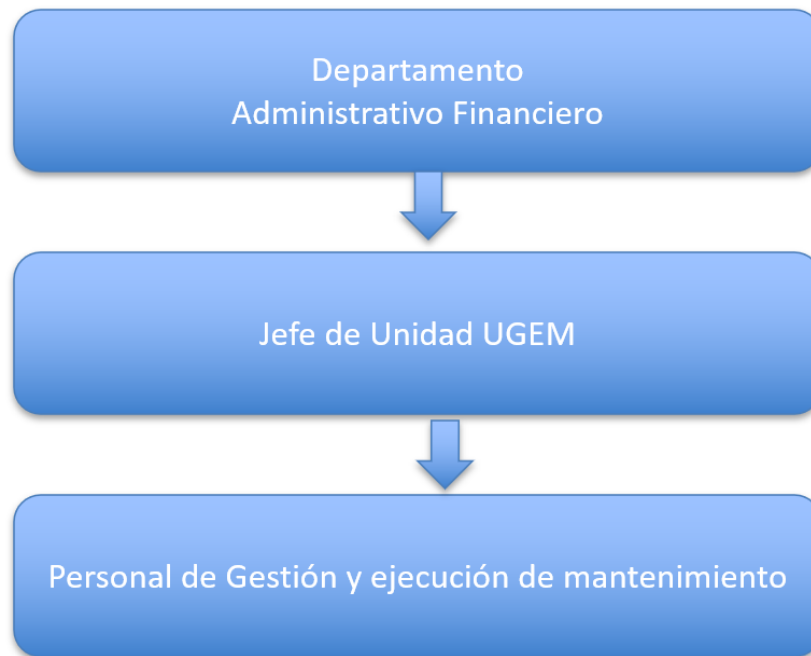 Departamento
Administrativo Financiero
Jefe de Unidad UGEM
Personal de Gestión y ejecución de mantenimiento